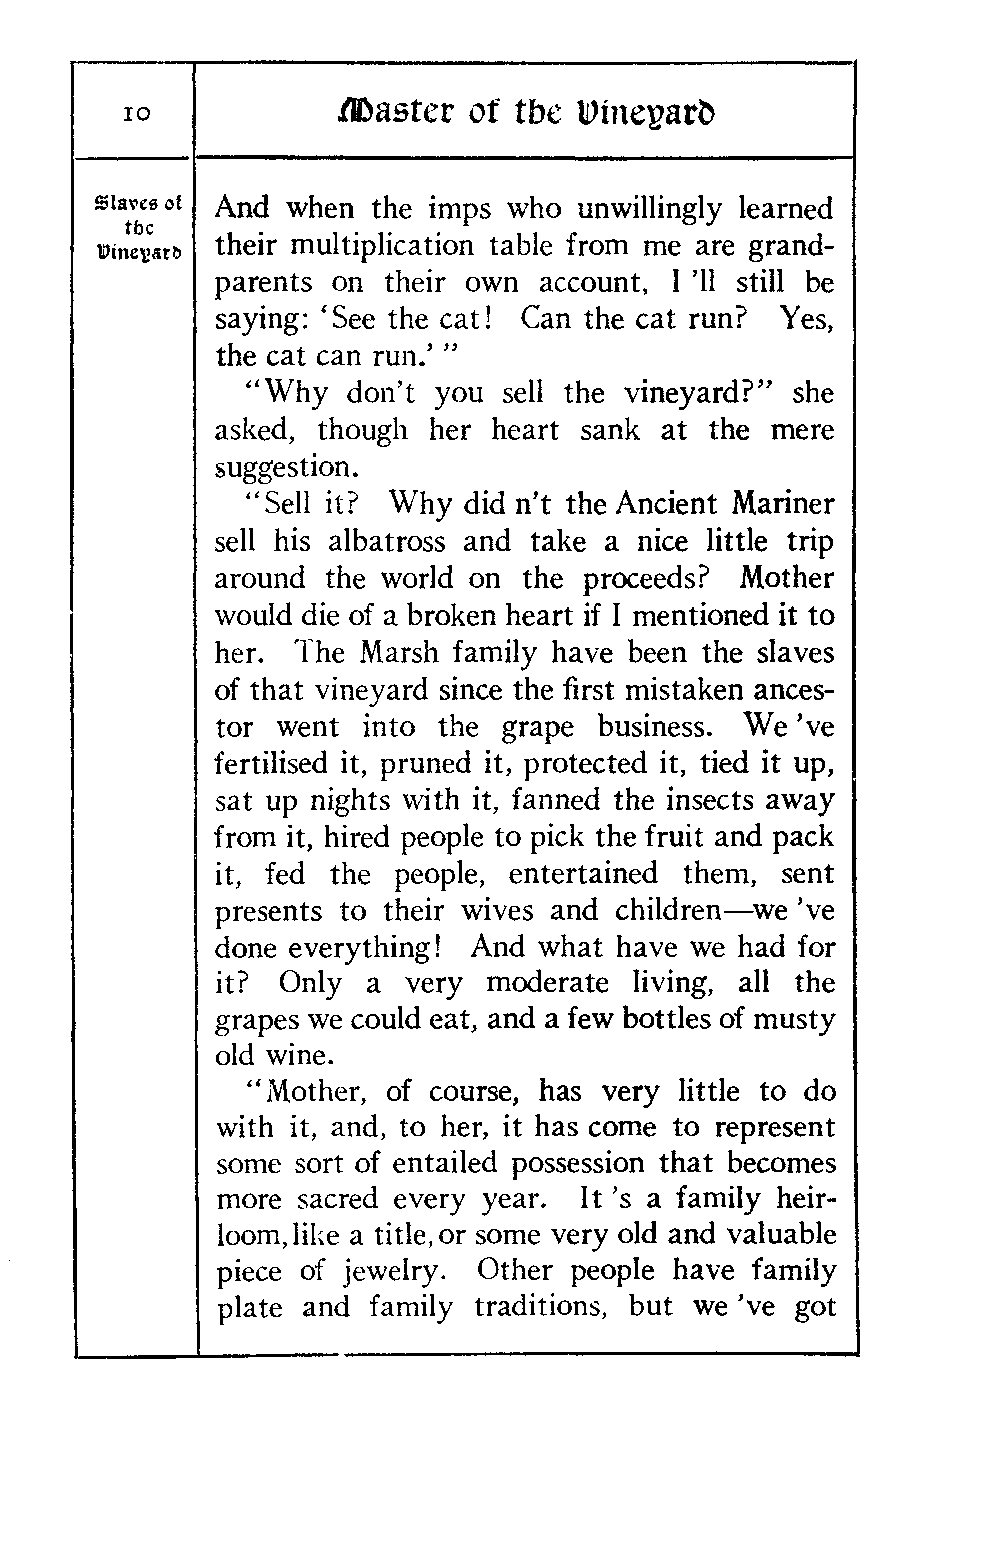 10
Master of the Vineyard
Slaves of
the
Vineyard
And when the imps who unwillingly learned
their multiplication table from me are grand-
parents on their own account, I 'll still be
saying: 'See the cat! Can the cat run? Yes,
the cat can run.' "
"Why don't you sell the vineyard?" she
asked, though her heart sank at the mere
suggestion.
"Sell it? Why did n't the Ancient Mariner
sell his albatross and take a nice little trip
around the world on the proceeds? Mother
would die of a broken heart if I mentioned it to
her. The Marsh family have been the slaves
of that vineyard since the first mistaken ances-
tor went into the grape business. We 've
fertilised it, pruned it, protected it, tied it up,
sat up nights with it, fanned the insects away
from it, hired people to pick the fruit and pack
it, fed the people, entertained them, sent
presents to their wives and children—we 've
done everything! And what have we had for
it? Only a very moderate living, all the
grapes we could eat, and a few bottles of musty
old wine.
"Mother, of course, has very little to do
with it, and, to her, it has come to represent
some sort of entailed possession that becomes
more sacred every year. It 's a family heir-
loom, like a title, or some very old and valuable
piece of jewelry. Other people have family
plate and family traditions, but we 've got